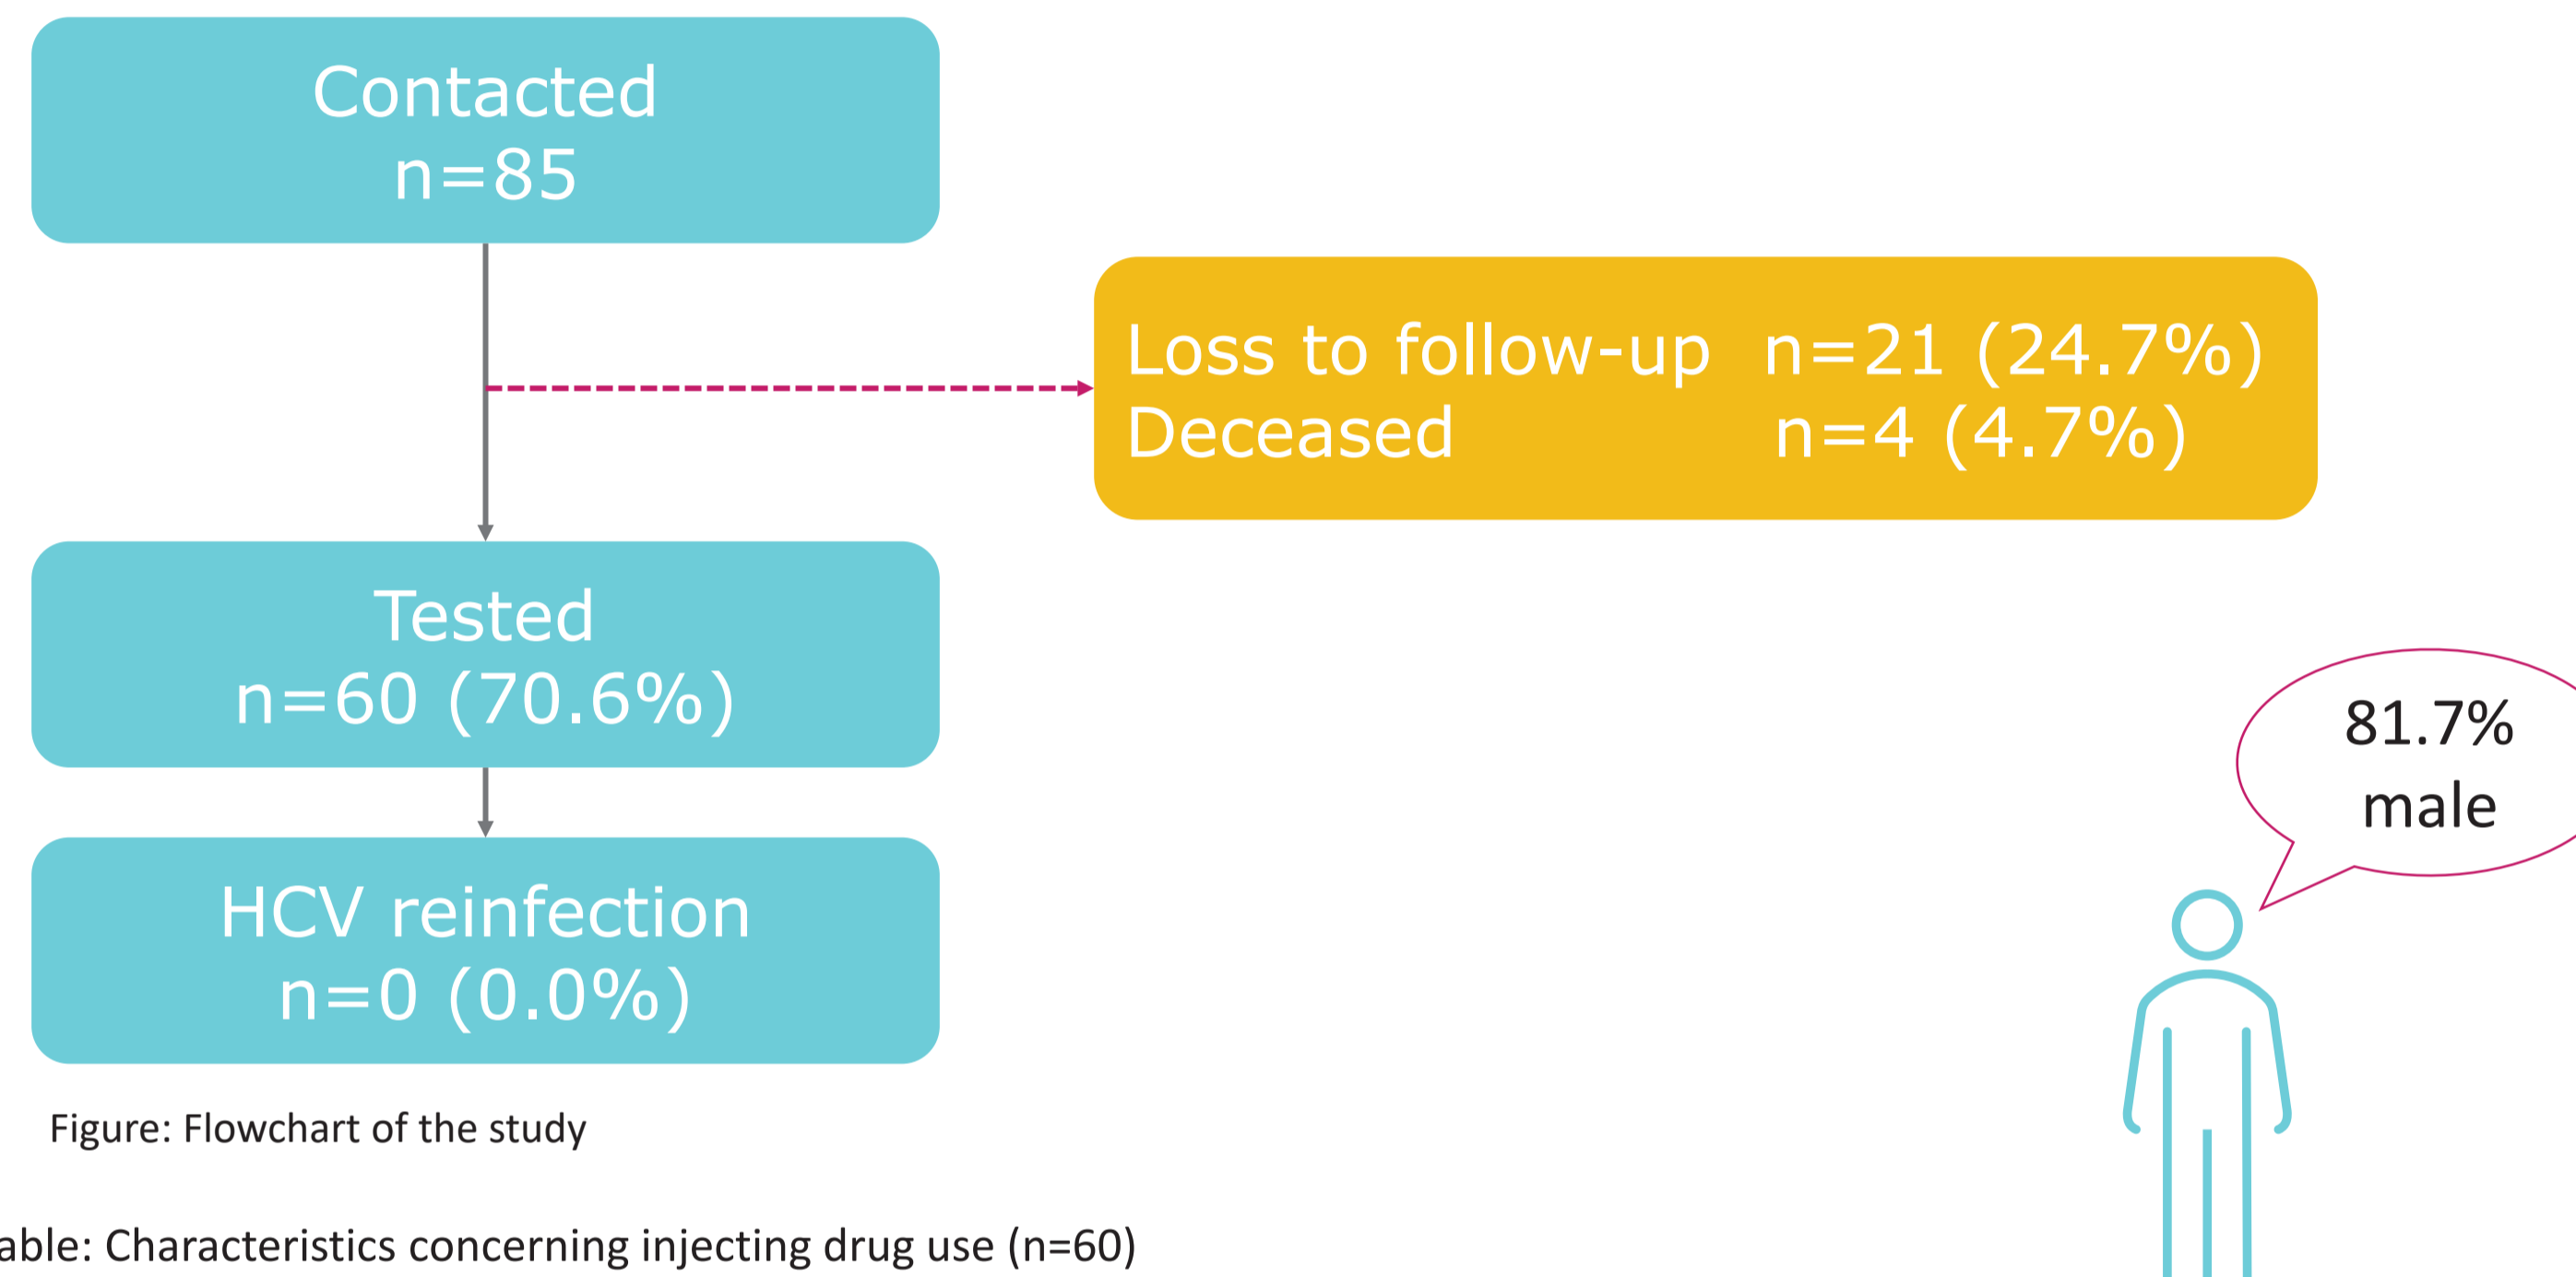 Contacted
n=85
Loss to follow-up n=21 (24.7%)
Deceased n=4 (4.7%)
Tested
n=60 (70.6%)
81.7%
male
HCV reinfection
n=0 (0.0%)
Figure: Flowchart of the study
able: Characteristics concerning injecting drug use (n=60)